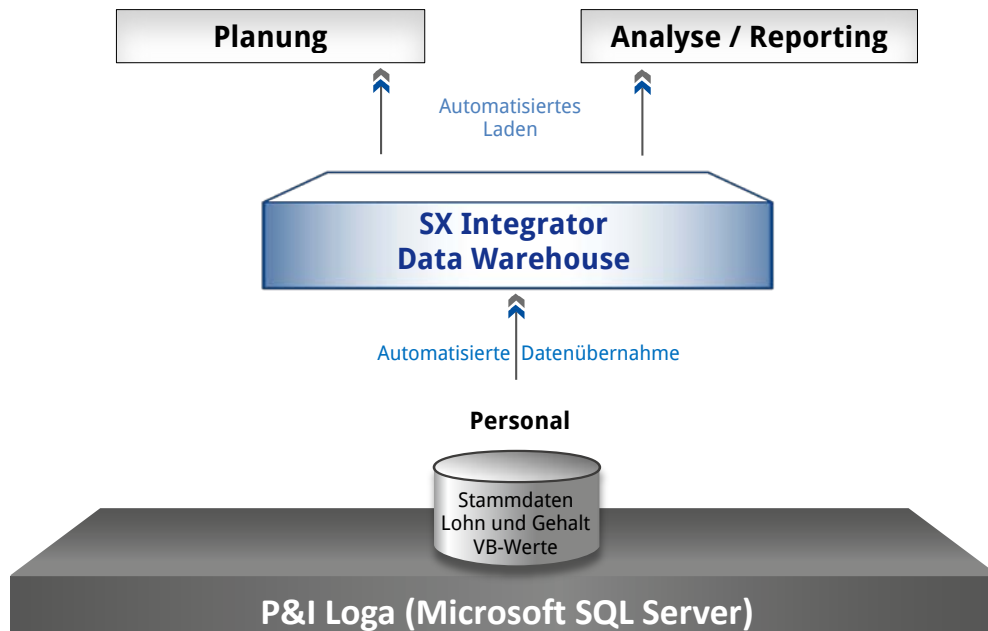 Planung
Analyse / Reporting
Automatisiertes
Laden
SX Integrator
Data Warehouse
Automatisierte Datenübernahme
Personal
Stammdaten
Lohn und Gehalt
VB-Werte
P&I Loga (Microsoft SQL Server)